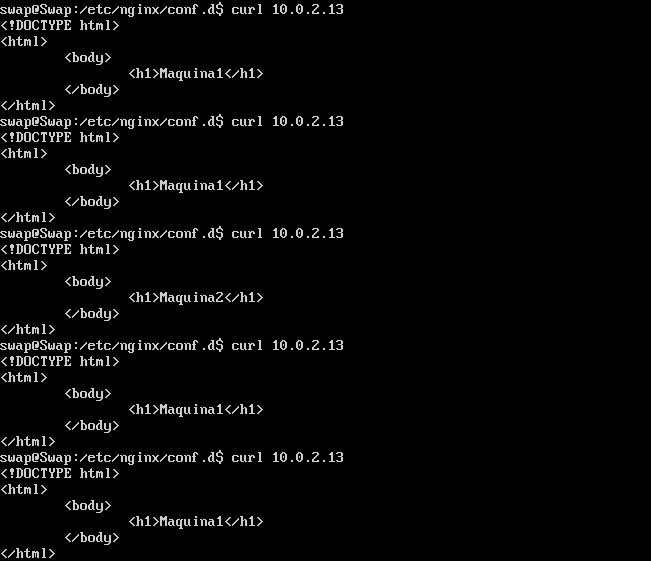 swap@Swap:/etc/nginx/conf.d$ curl 10.0.2.13
<!DOCTYPE html>
<html>
        <body>
                <h1>Maquina1</h1>
        </body>
</html>
swap@Swap:/etc/nginx/conf.d$ curl 10.0.2.13
<!DOCTYPE html>
<html>
        <body>
                <h1>Maquina1</h1>
        </body>
</html>
swap@Swap:/etc/nginx/conf.d$ curl 10.0.2.13
<!DOCTYPE html>
<html>
        <body>
                <h1>Maquina2</h1>
        </body>
</html>
swap@Swap:/etc/nginx/conf.d$ curl 10.0.2.13
<!DOCTYPE html>
<html>
        <body>
                <h1>Maquina1</h1>
        </body>
</html>
swap@Swap:/etc/nginx/conf.d$ curl 10.0.2.13
<!DOCTYPE html>
<html>
        <body>
                <h1>Maquina1</h1>
        </body>
</html>